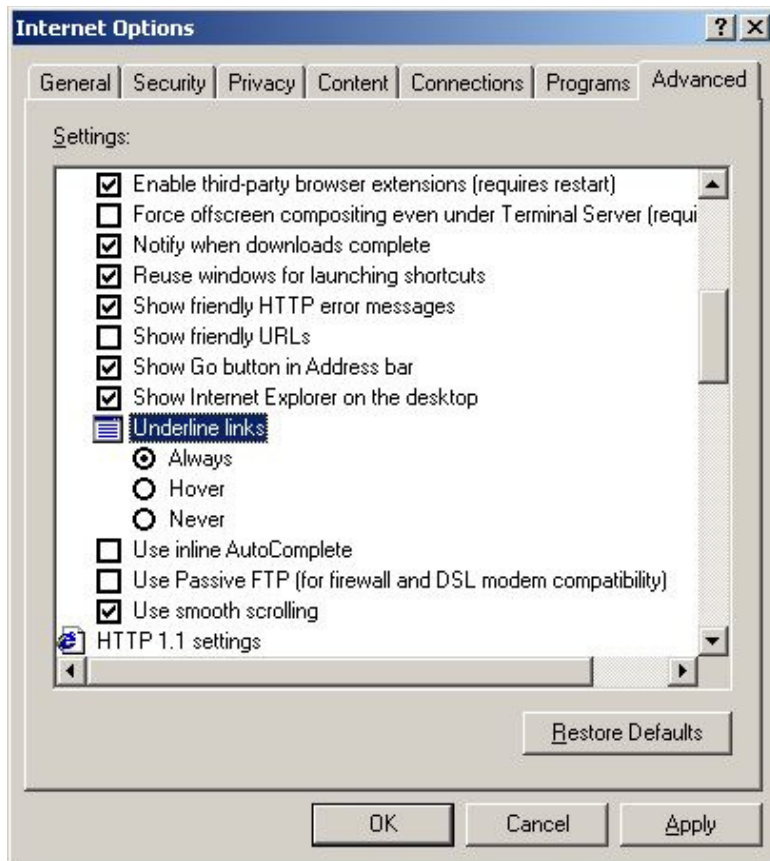 Internet Options
General Security Privacy Content Connections Programs Advanced
Settings:
Enable third-party browser extensions (requires restart)
Force offscreen compositing even under Terminal Server (requi
Notify when downloads complete
Reuse windows for launching shortcuts
Show friendly HTTP error messages
Show friendly URLs
Show Go button in Address bar
Show Internet Explorer on the desktop
Underline links
Always
Hover
Never
Use inline AutoComplete
Use Passive FTP (for firewall and DSL modem compatibility)
Use smooth scrolling
HTTP 1.1 settings
Restore Defaults
OK Cancel Apply